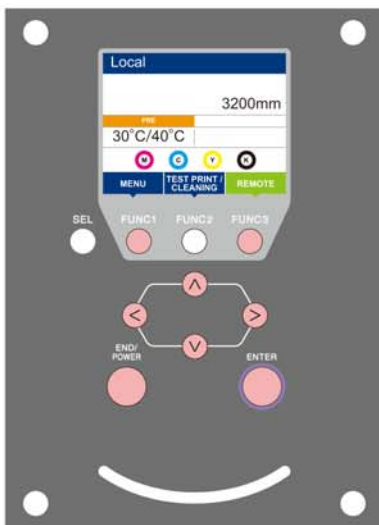 Local
3200mm
PRE
30°C/40°C
M C Y K
MENU TEST PRINT / CLEANING REMOTE
SEL FUNC1 FUNC2 FUNC3
< ∧ ∨ >
END/
POWER
ENTER